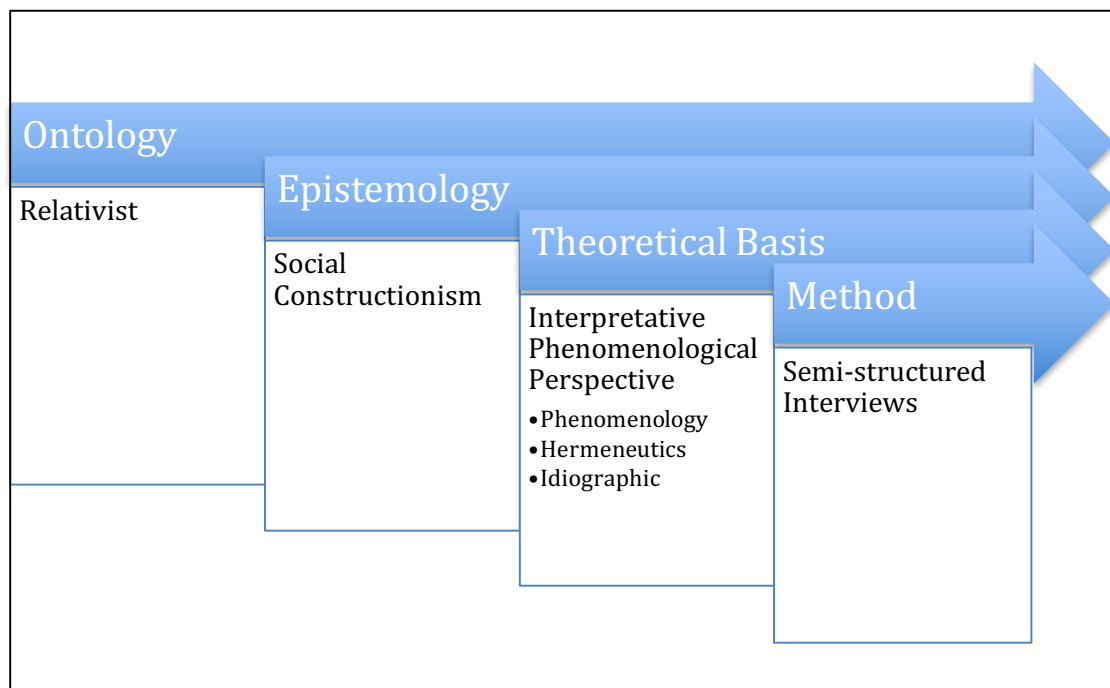 Ontology
Relativist
Epistemology
Social
Constructionism
Theoretical Basis
Interpretative
Phenomenological
Perspective
•Phenomenology
•Hermeneutics
•Idiographic
Method
Semi-structured
Interviews